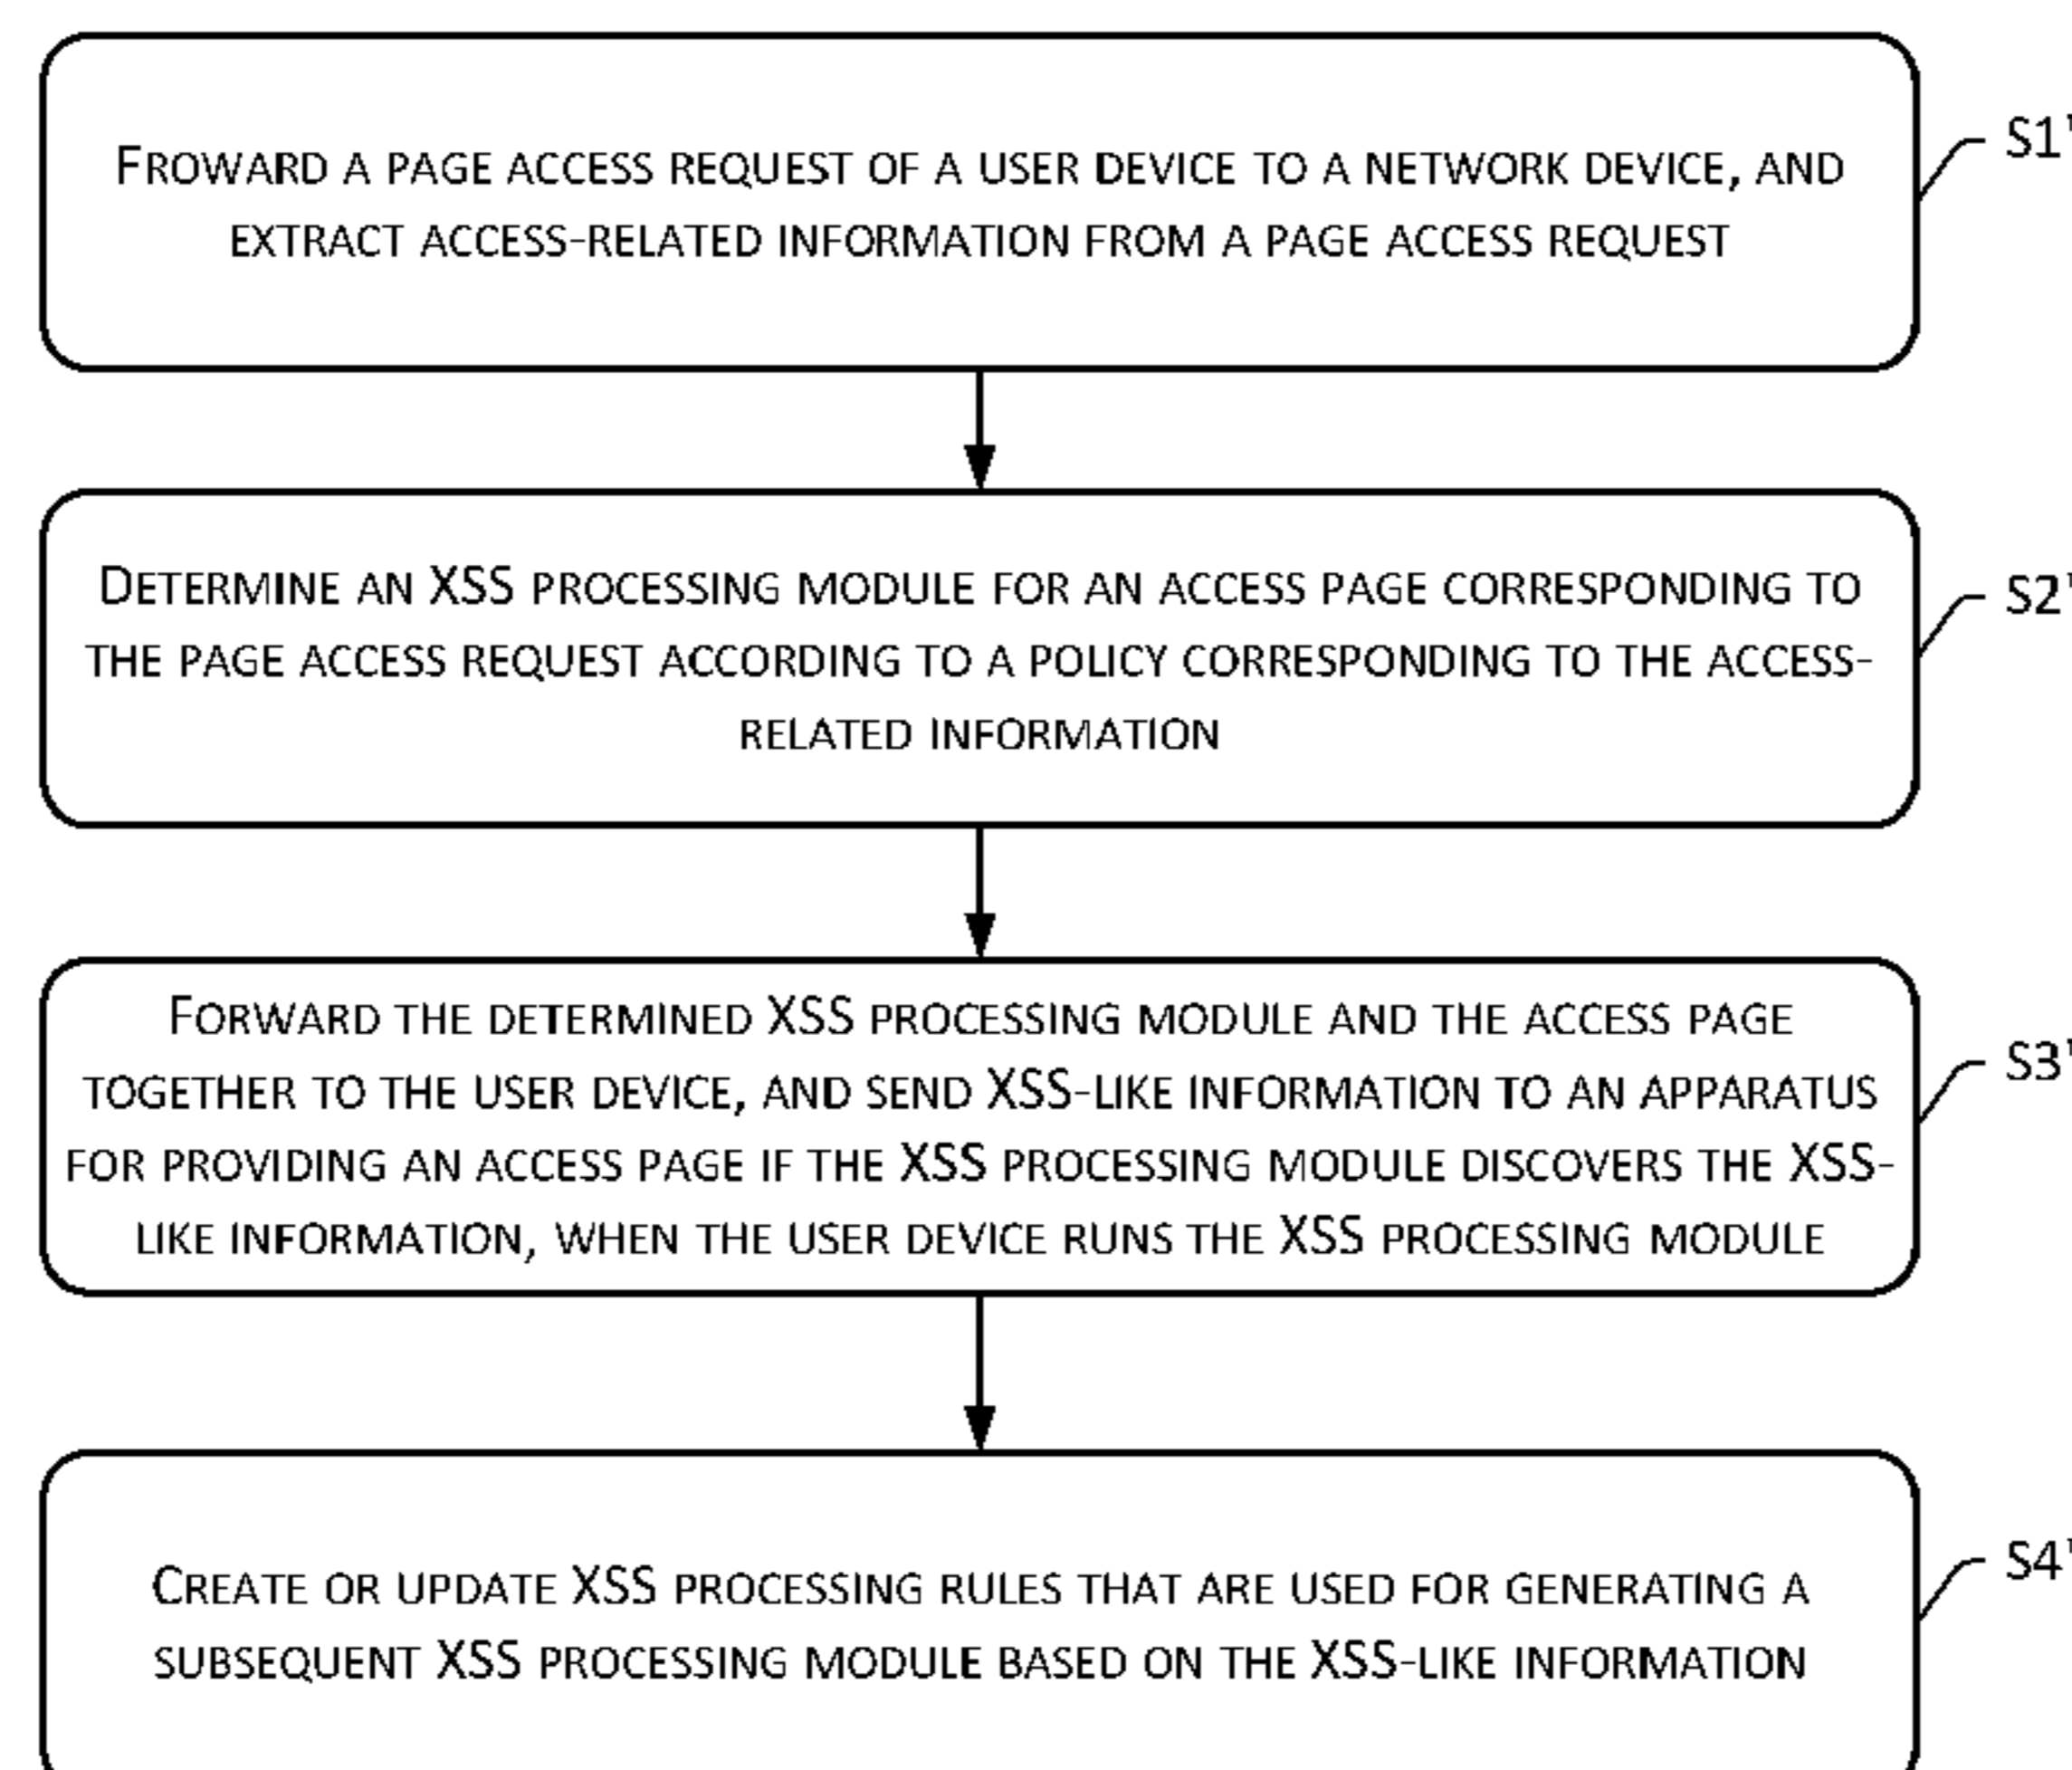 FROWARD A PAGE ACCESS REQUEST OF A USER DEVICE TO A NETWORK DEVICE, AND
EXTRACT ACCESS-RELATED INFORMATION FROM A PAGE ACCESS REQUEST
S1'
DETERMINE AN XSS PROCESSING MODULE FOR AN ACCESS PAGE CORRESPONDING TO
THE PAGE ACCESS REQUEST ACCORDING TO A POLICY CORRESPONDING TO THE ACCESS-
RELATED INFORMATION
S2'
FORWARD THE DETERMINED XSS PROCESSING MODULE AND THE ACCESS PAGE
TOGETHER TO THE USER DEVICE, AND SEND XSS-LIKE INFORMATION TO AN APPARATUS
FOR PROVIDING AN ACCESS PAGE IF THE XSS PROCESSING MODULE DISCOVERS THE XSS-
LIKE INFORMATION, WHEN THE USER DEVICE RUNS THE XSS PROCESSING MODULE
S3'
CREATE OR UPDATE XSS PROCESSING RULES THAT ARE USED FOR GENERATING A
SUBSEQUENT XSS PROCESSING MODULE BASED ON THE XSS-LIKE INFORMATION
S4'